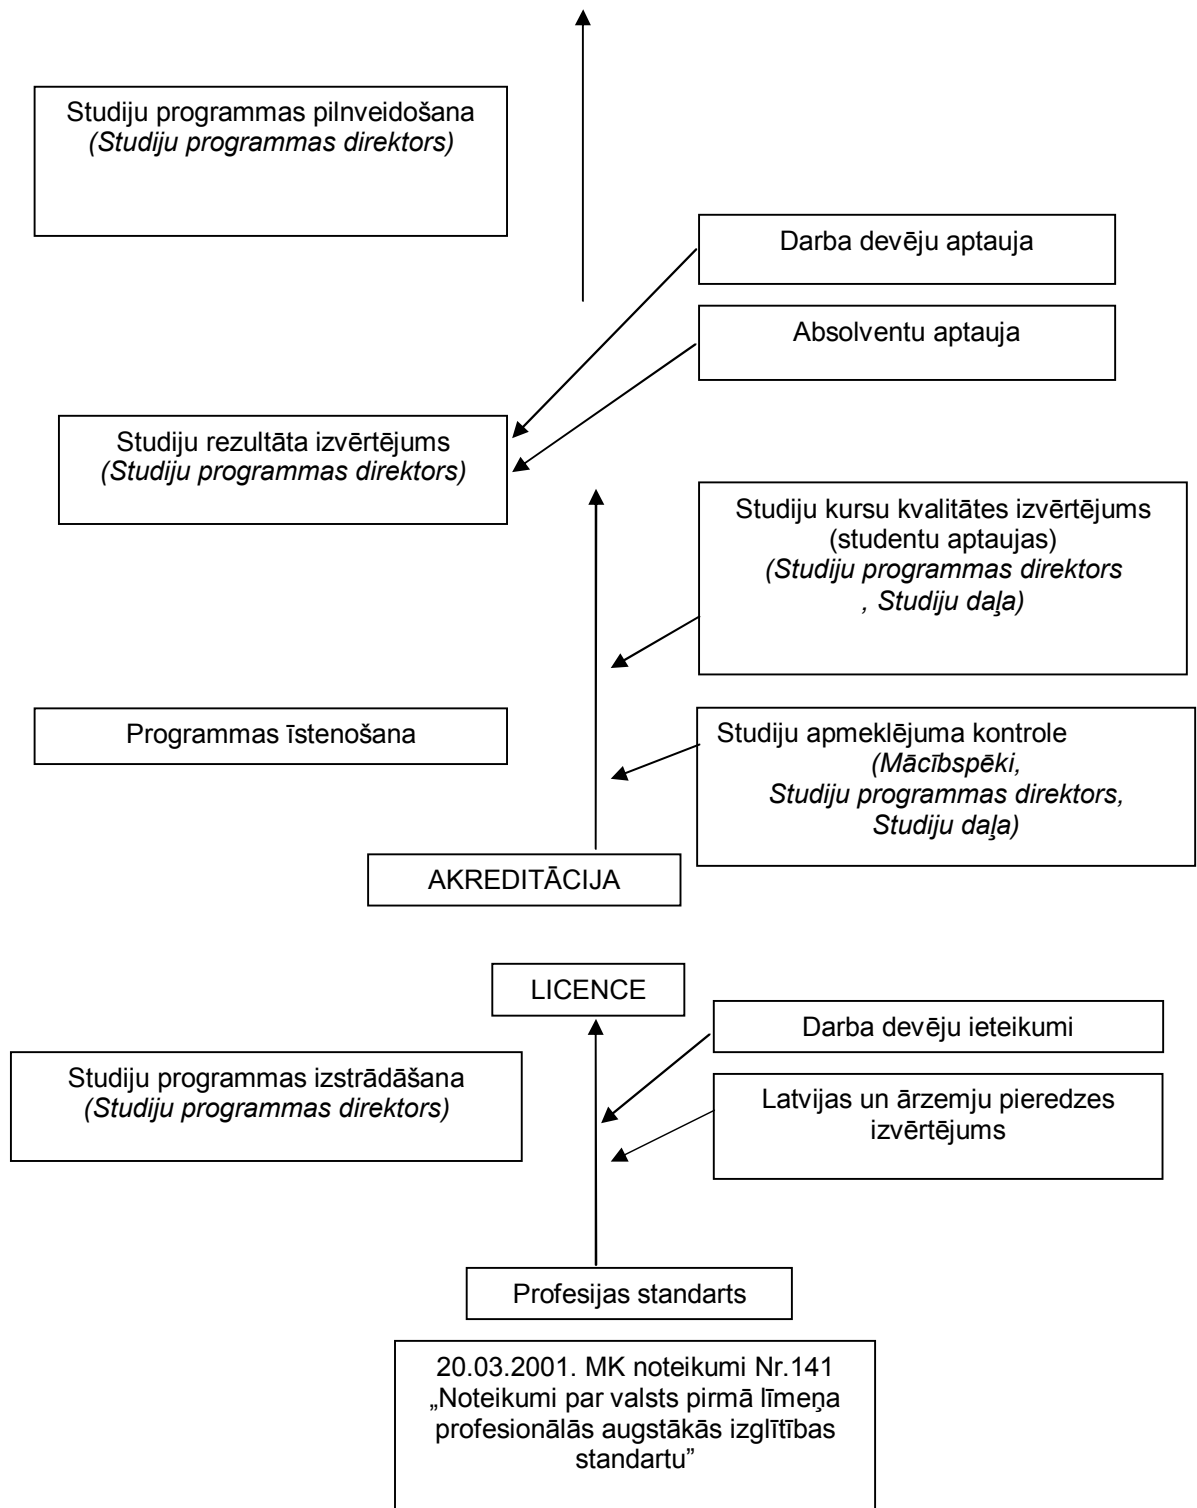 Studiju programmas pilnveidošana
(Studiju programmas direktors)
Darba devēju aptauja
Absolventu aptauja
Studiju rezultāta izvērtējums
(Studiju programmas direktors)
Studiju kursu kvalitātes izvērtējums
(studentu aptaujas)
(Studiju programmas direktors
, Studiju daļa)
Programmas īstenošana
Studiju apmeklējuma kontrole
(Mācībspēki,
Studiju programmas direktors,
Studiju daļa)
AKREDITĀCIJA
LICENCE
Darba devēju ieteikumi
Studiju programmas izstrādāšana
(Studiju programmas direktors)
Latvijas un ārzemju pieredzes
izvērtējums
Profesijas standarts
20.03.2001. MK noteikumi Nr.141
„Noteikumi par valsts pirmā līmeņa
profesionālās augstākās izglītības
standartu”